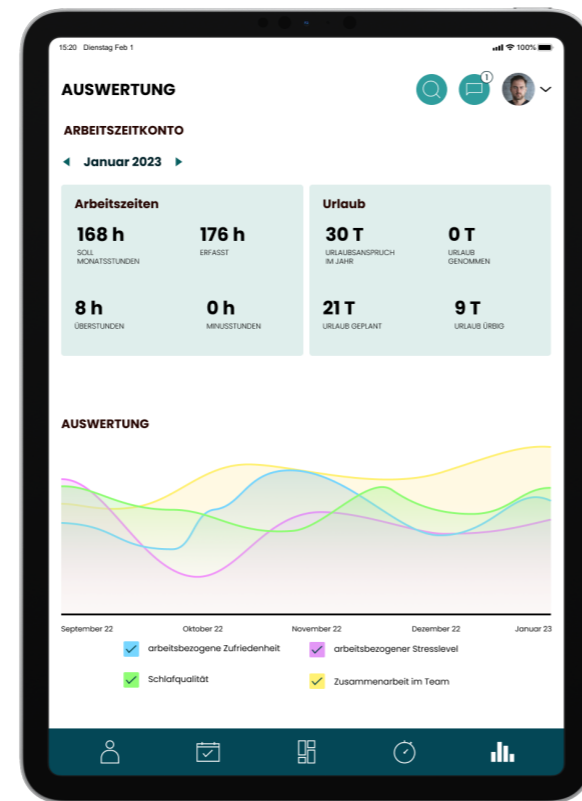 15:20 Dienstag Feb 1
100%
AUSWERTUNG
1
ARBEITSZEITKONTO
Januar 2023
Arbeitszeiten
168 h
SOLL
MONATSSTUNDEN
176 h
ERFASST
8 h
ÜBERSTUNDEN
0 h
MINUSSTUNDEN
Urlaub
30 T
URLAUBSANSPRUCH
IM JAHR
0 T
URLAUB
GENOMMEN
21 T
URLAUB GEPLANT
9 T
URLAUB ÜRBIG
AUSWERTUNG
September 22
Oktober 22
November 22
Dezember 22
Januar 23
arbeitsbezogene Zufriedenheit
arbeitsbezogener Stresslevel
Schlafqualität
Zusammenarbeit im Team